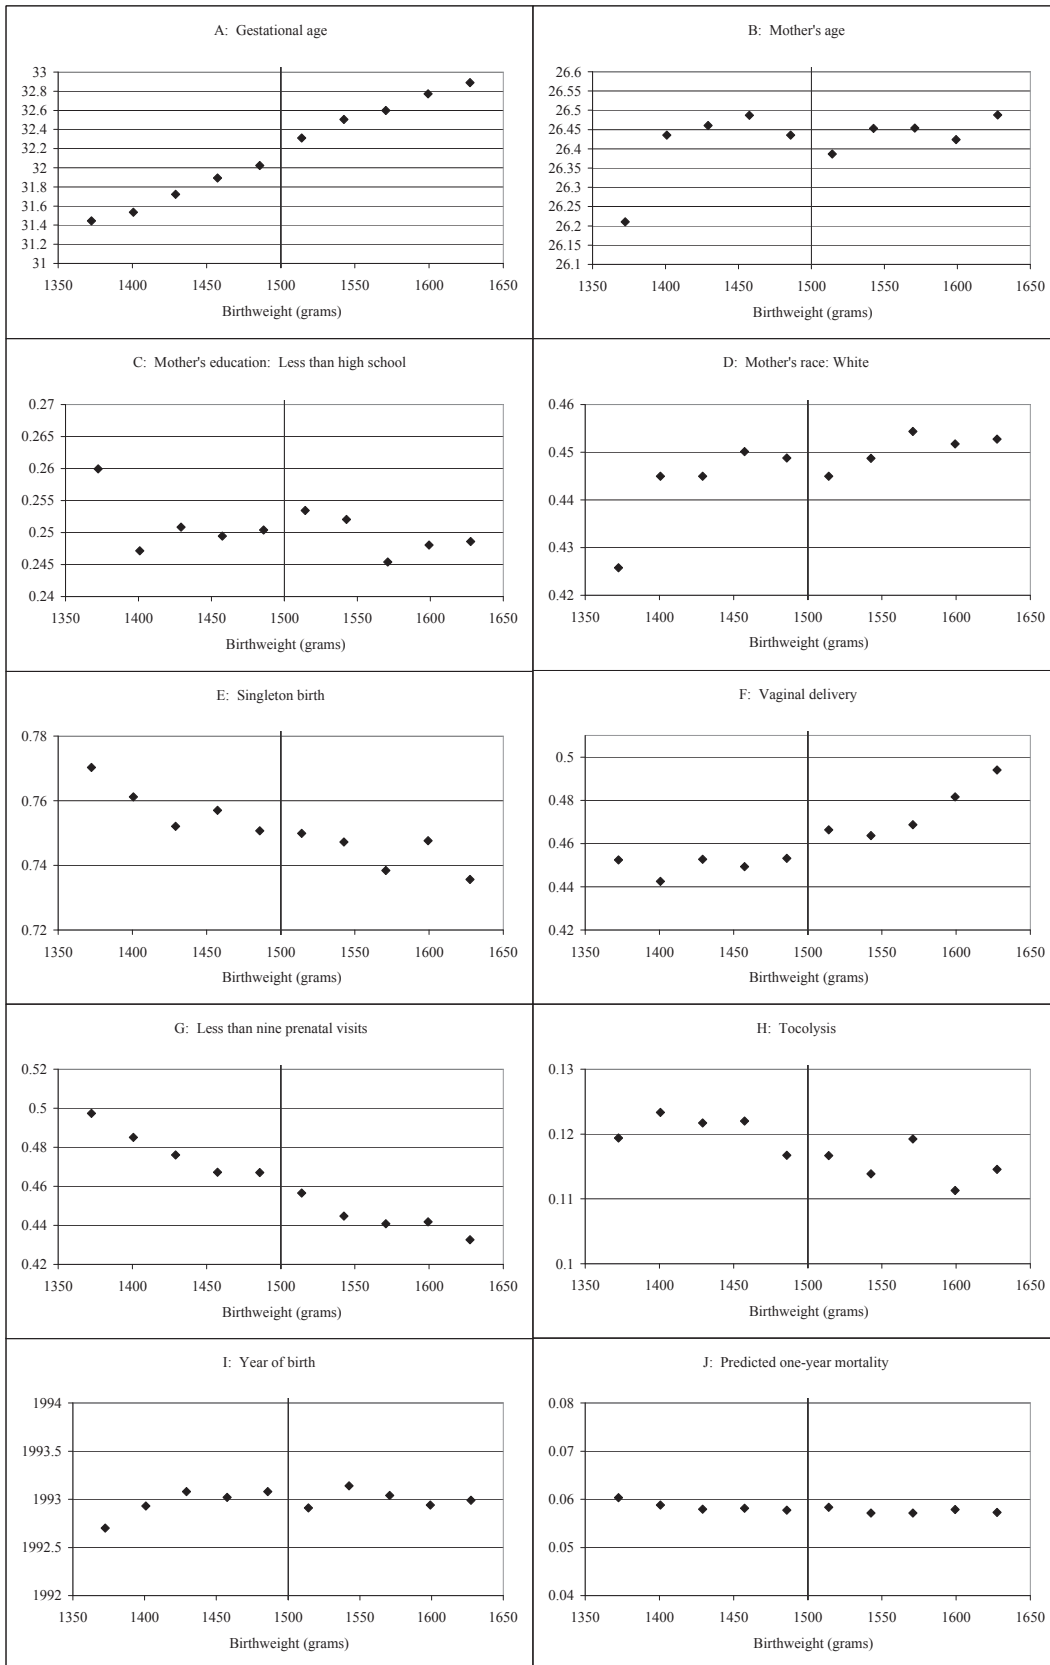 A: Gestational age
33
32.8
32.6
32.4
32.2
32
31.8
31.6
31.4
31.2
31
1350 1400 1450 1500 1550 1600 1650
Birthweight (grams)
B: Mother's age
26.6
26.55
26.5
26.45
26.4
26.35
26.3
26.25
26.2
26.15
26.1
1350 1400 1450 1500 1550 1600 1650
Birthweight (grams)
C: Mother's education: Less than high school
0.27
0.265
0.26
0.255
0.25
0.245
0.24
1350 1400 1450 1500 1550 1600 1650
Birthweight (grams)
D: Mother's race: White
0.46
0.45
0.44
0.43
0.42
1350 1400 1450 1500 1550 1600 1650
Birthweight (grams)
E: Singleton birth
0.78
0.76
0.74
0.72
1350 1400 1450 1500 1550 1600 1650
Birthweight (grams)
F: Vaginal delivery
0.5
0.48
0.46
0.44
0.42
1350 1400 1450 1500 1550 1600 1650
Birthweight (grams)
G: Less than nine prenatal visits
0.52
0.5
0.48
0.46
0.44
0.42
1350 1400 1450 1500 1550 1600 1650
Birthweight (grams)
H: Tocolysis
0.13
0.12
0.11
0.1
1350 1400 1450 1500 1550 1600 1650
Birthweight (grams)
I: Year of birth
1994
1993.5
1993
1992.5
1992
1350 1400 1450 1500 1550 1600 1650
Birthweight (grams)
J: Predicted one-year mortality
0.08
0.07
0.06
0.05
0.04
1350 1400 1450 1500 1550 1600 1650
Birthweight (grams)